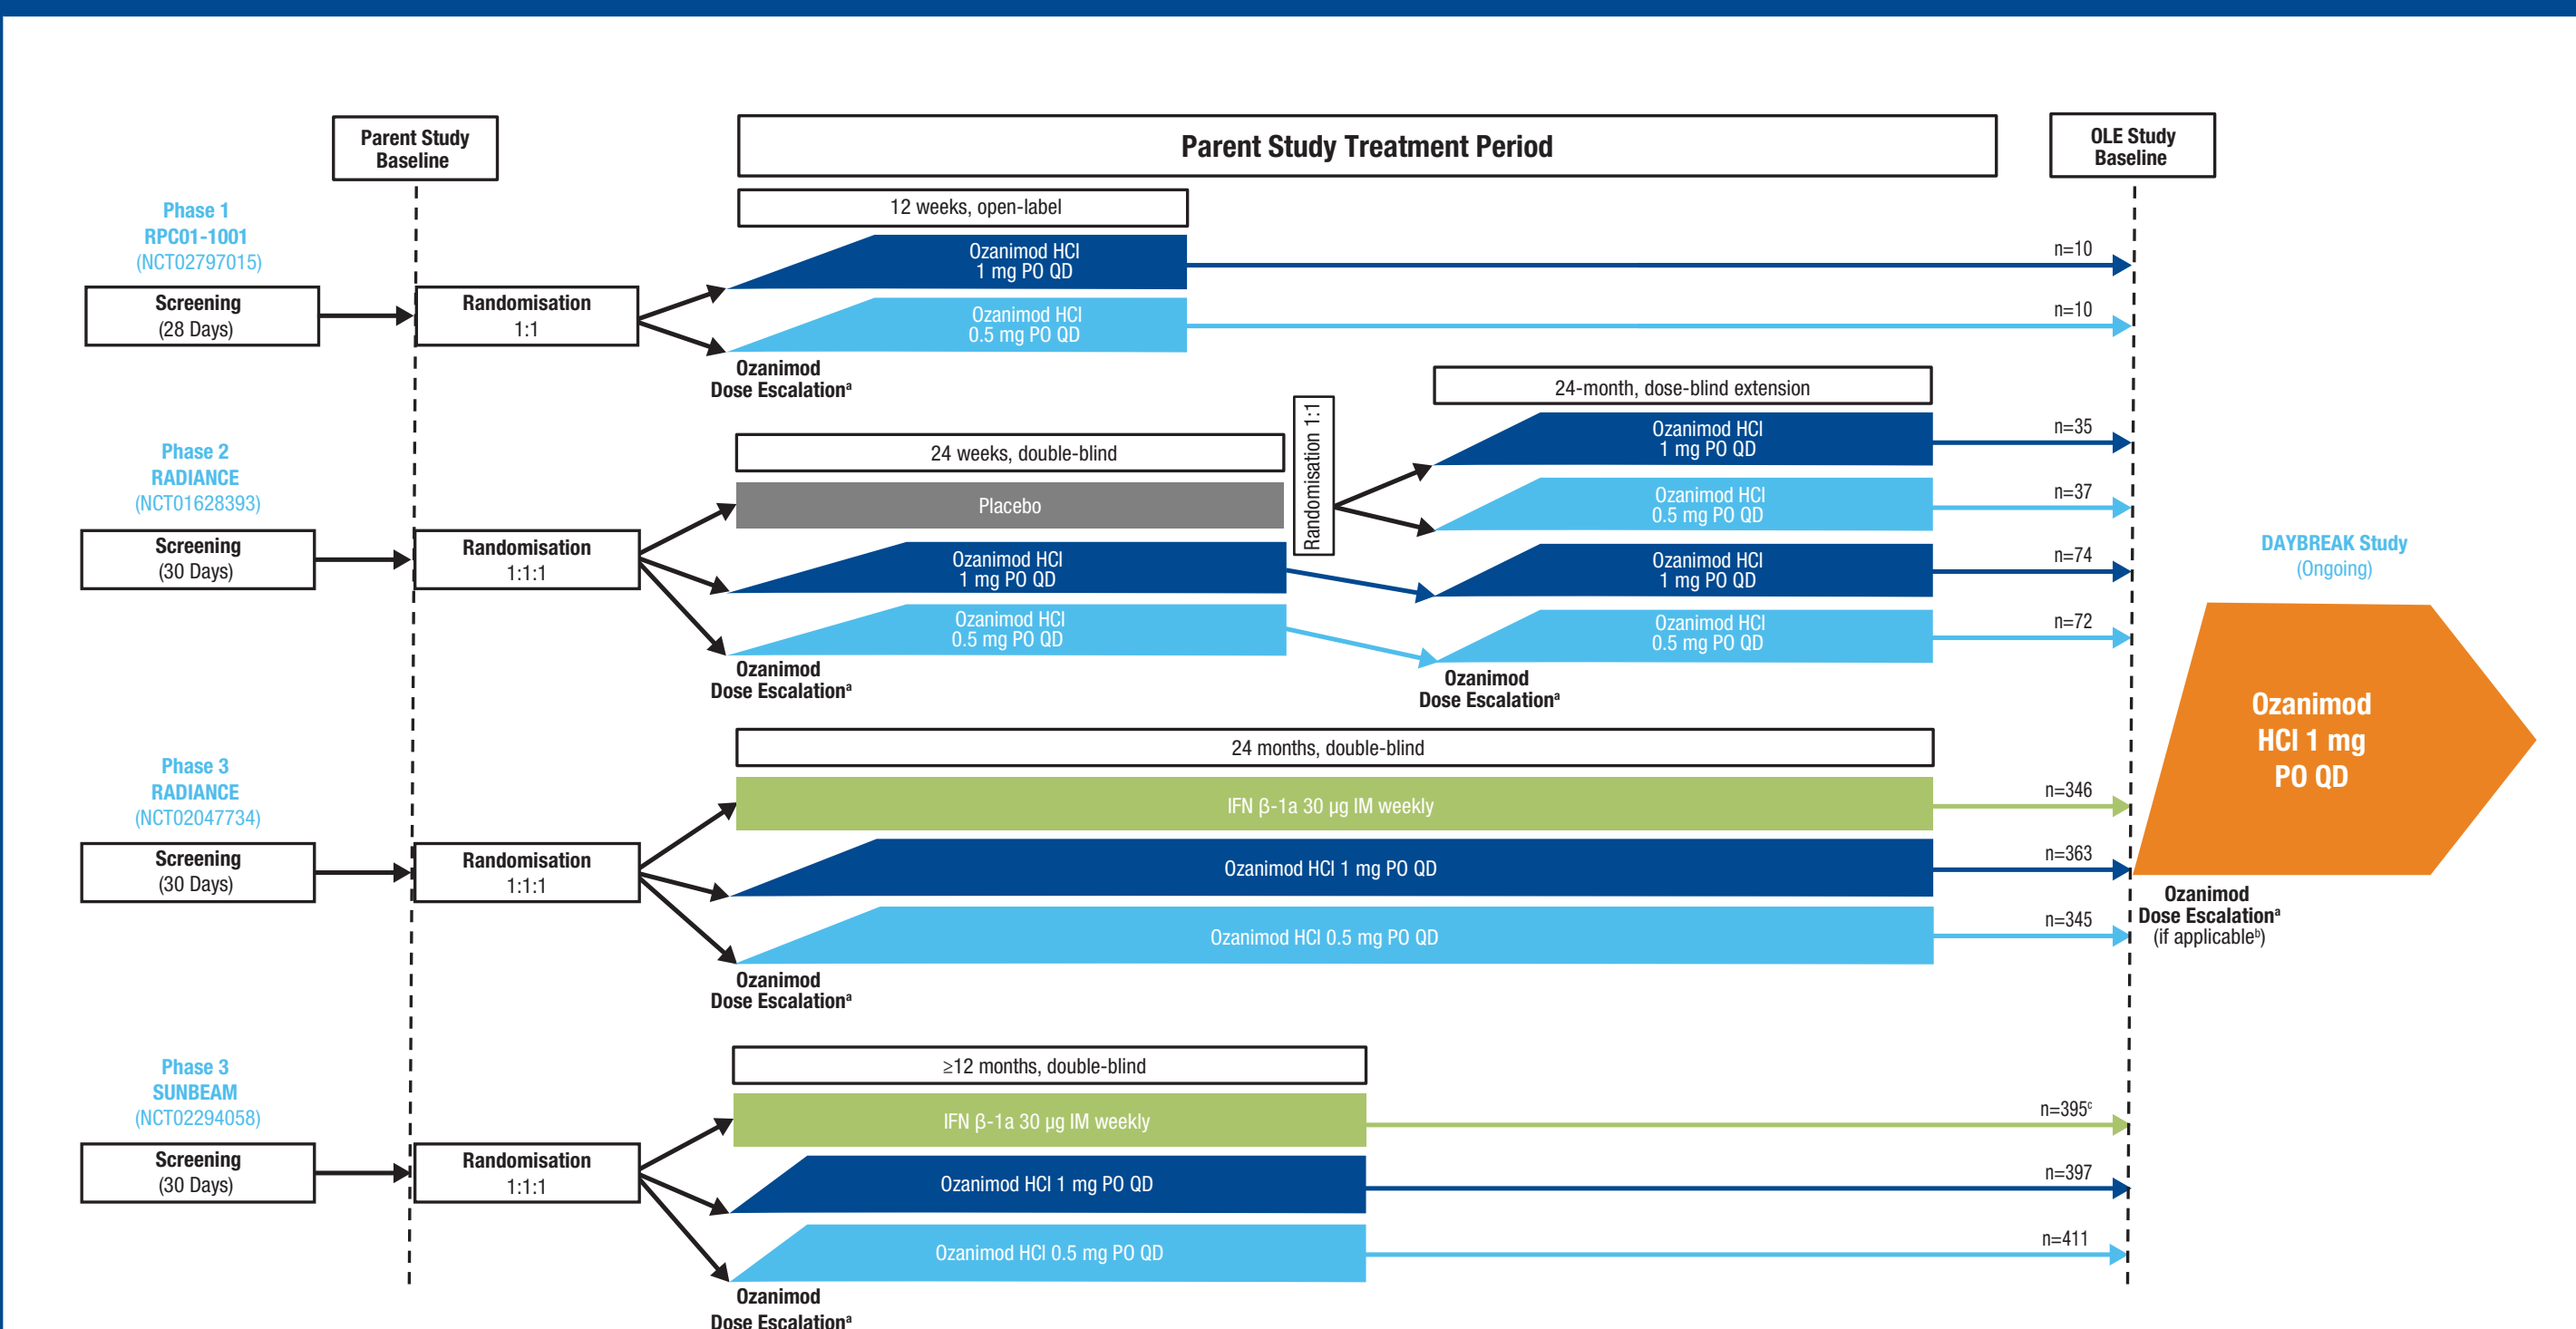 Parent Study
Baseline
Parent Study Treatment Period
OLE Study
Baseline
Phase 1
RPC01-1001
(NCT02797015)
Screening
(28 Days)
Randomisation
1:1
12 weeks, open-label
Ozanimod HCl
1 mg PO QD
n=10
Ozanimod HCl
0.5 mg PO QD
n=10
Ozanimod
Dose Escalationᵃ
Phase 2
RADIANCE
(NCT01628393)
Screening
(30 Days)
Randomisation
1:1:1
24 weeks, double-blind
Placebo
Ozanimod HCl
1 mg PO QD
Ozanimod HCl
0.5 mg PO QD
Ozanimod
Dose Escalationᵃ
Randomisation 1:1
24-month, dose-blind extension
Ozanimod HCl
1 mg PO QD
n=35
Ozanimod HCl
0.5 mg PO QD
n=37
Ozanimod HCl
1 mg PO QD
n=74
Ozanimod HCl
0.5 mg PO QD
n=72
Ozanimod
Dose Escalationᵃ
Phase 3
RADIANCE
(NCT02047734)
Screening
(30 Days)
Randomisation
1:1:1
24 months, double-blind
IFN β-1a 30 µg IM weekly
n=346
Ozanimod HCl 1 mg PO QD
n=363
Ozanimod HCl 0.5 mg PO QD
n=345
Ozanimod
Dose Escalationᵃ
Phase 3
SUNBEAM
(NCT02294058)
Screening
(30 Days)
Randomisation
1:1:1
≥12 months, double-blind
IFN β-1a 30 µg IM weekly
n=395ᶜ
Ozanimod HCl 1 mg PO QD
n=397
Ozanimod HCl 0.5 mg PO QD
n=411
Ozanimod
Dose Escalationᵃ
DAYBREAK Study
(Ongoing)
Ozanimod
HCl 1 mg
PO QD
Ozanimod
Dose Escalationᵃ
(if applicableᵇ)